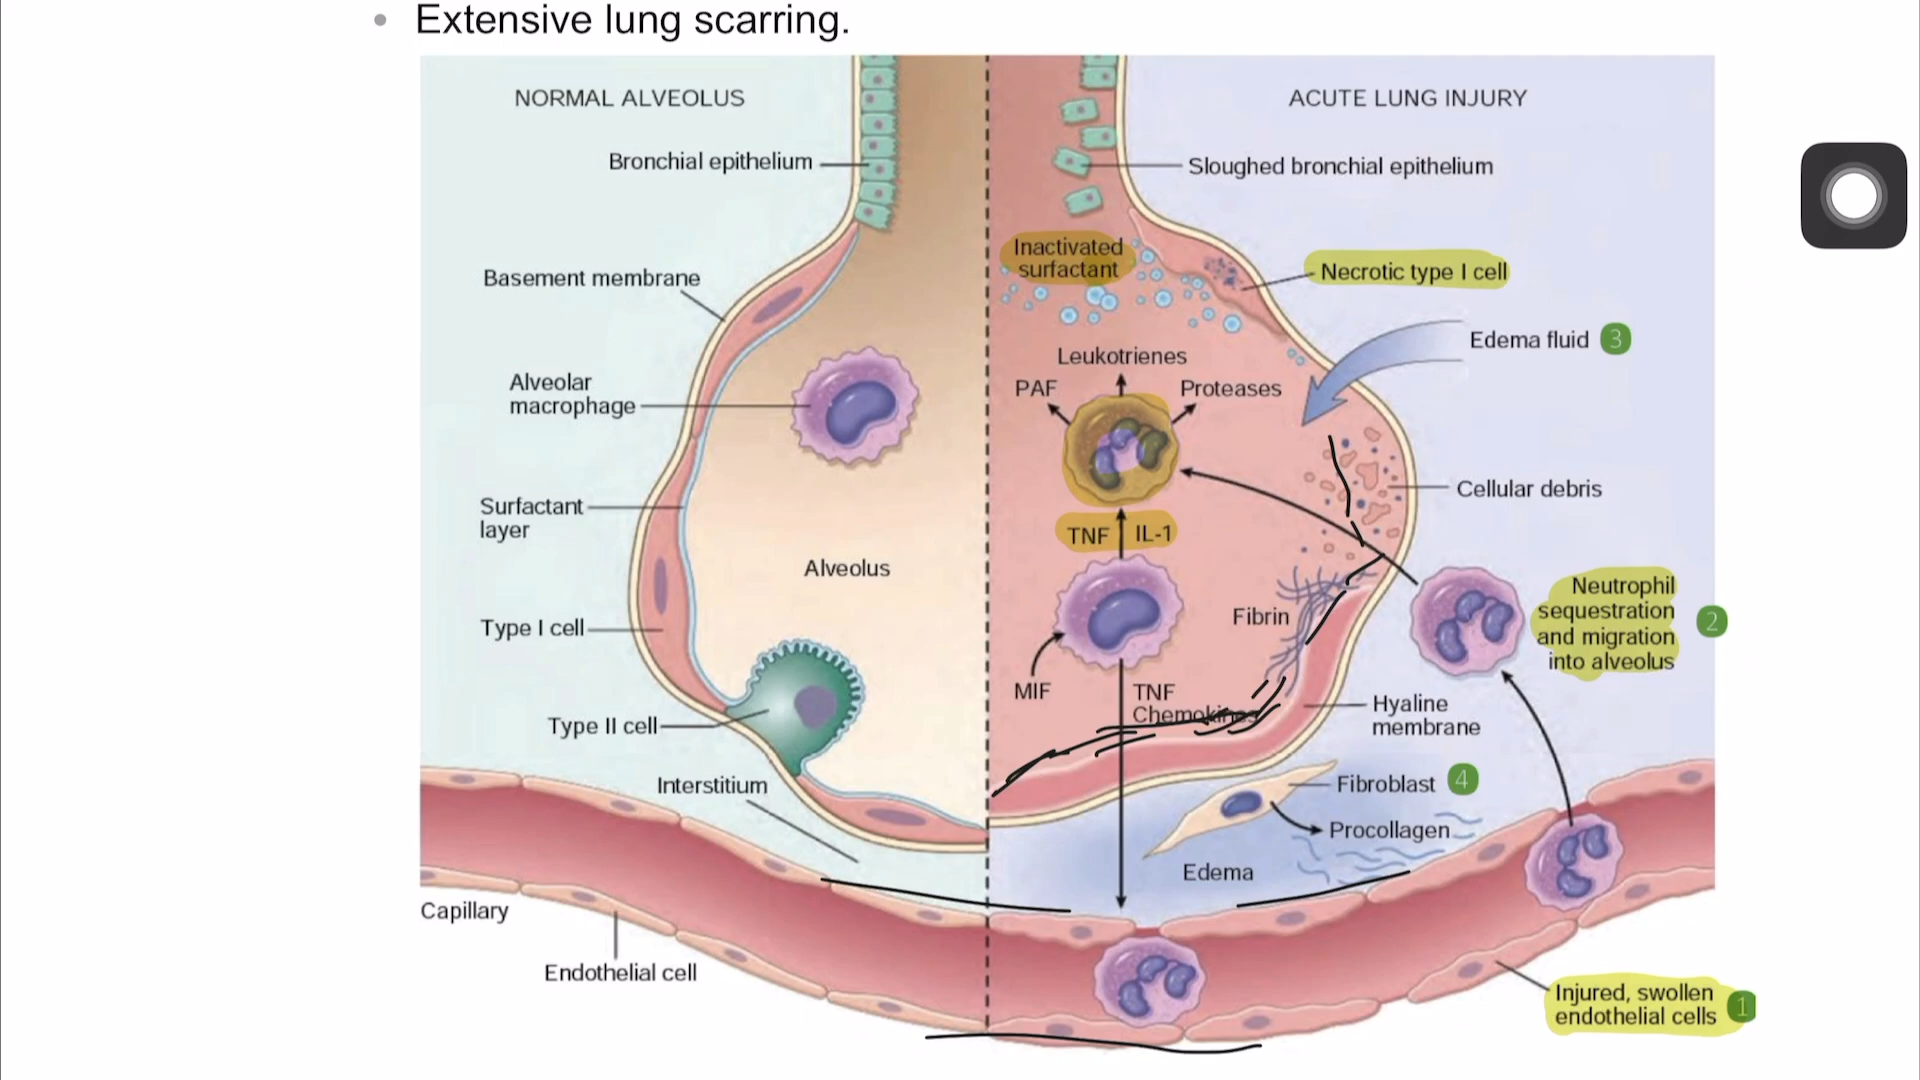 Extensive lung scarring.
NORMAL ALVEOLUS
Bronchial epithelium
Basement membrane
Alveolar
macrophage
Surfactant
layer
Alveolus
Type I cell
Type II cell
Interstitium
Capillary
Endothelial cell
ACUTE LUNG INJURY
Sloughed bronchial epithelium
Inactivated
surfactant
Necrotic type I cell
Edema fluid 3
Leukotrienes
PAF
Proteases
Cellular debris
TNF IL-1
Neutrophil
sequestration
and migration
into alveolus
2
Fibrin
MIF
TNF
Chemokines
Hyaline
membrane
Fibroblast 4
Procollagen
Edema
Injured, swollen
endothelial cells 1